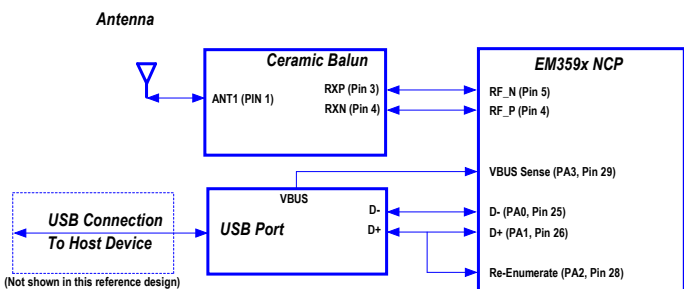 Antenna
Ceramic Balun
EM359x NCP
ANT1 (PIN 1)
RXP (Pin 3)
RXN (Pin 4)
RF_N (Pin 5)
RF_P (Pin 4)
VBUS Sense (PA3, Pin 29)
VBUS
USB Connection
To Host Device
USB Port
D-
D+
D- (PA0, Pin 25)
D+ (PA1, Pin 26)
Re-Enumerate (PA2, Pin 28)
(Not shown in this reference design)